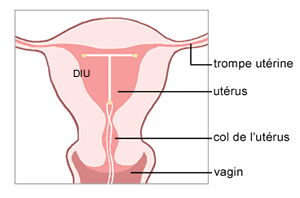 trompe utérine
DIU
utérus
col de l'utérus
vagin